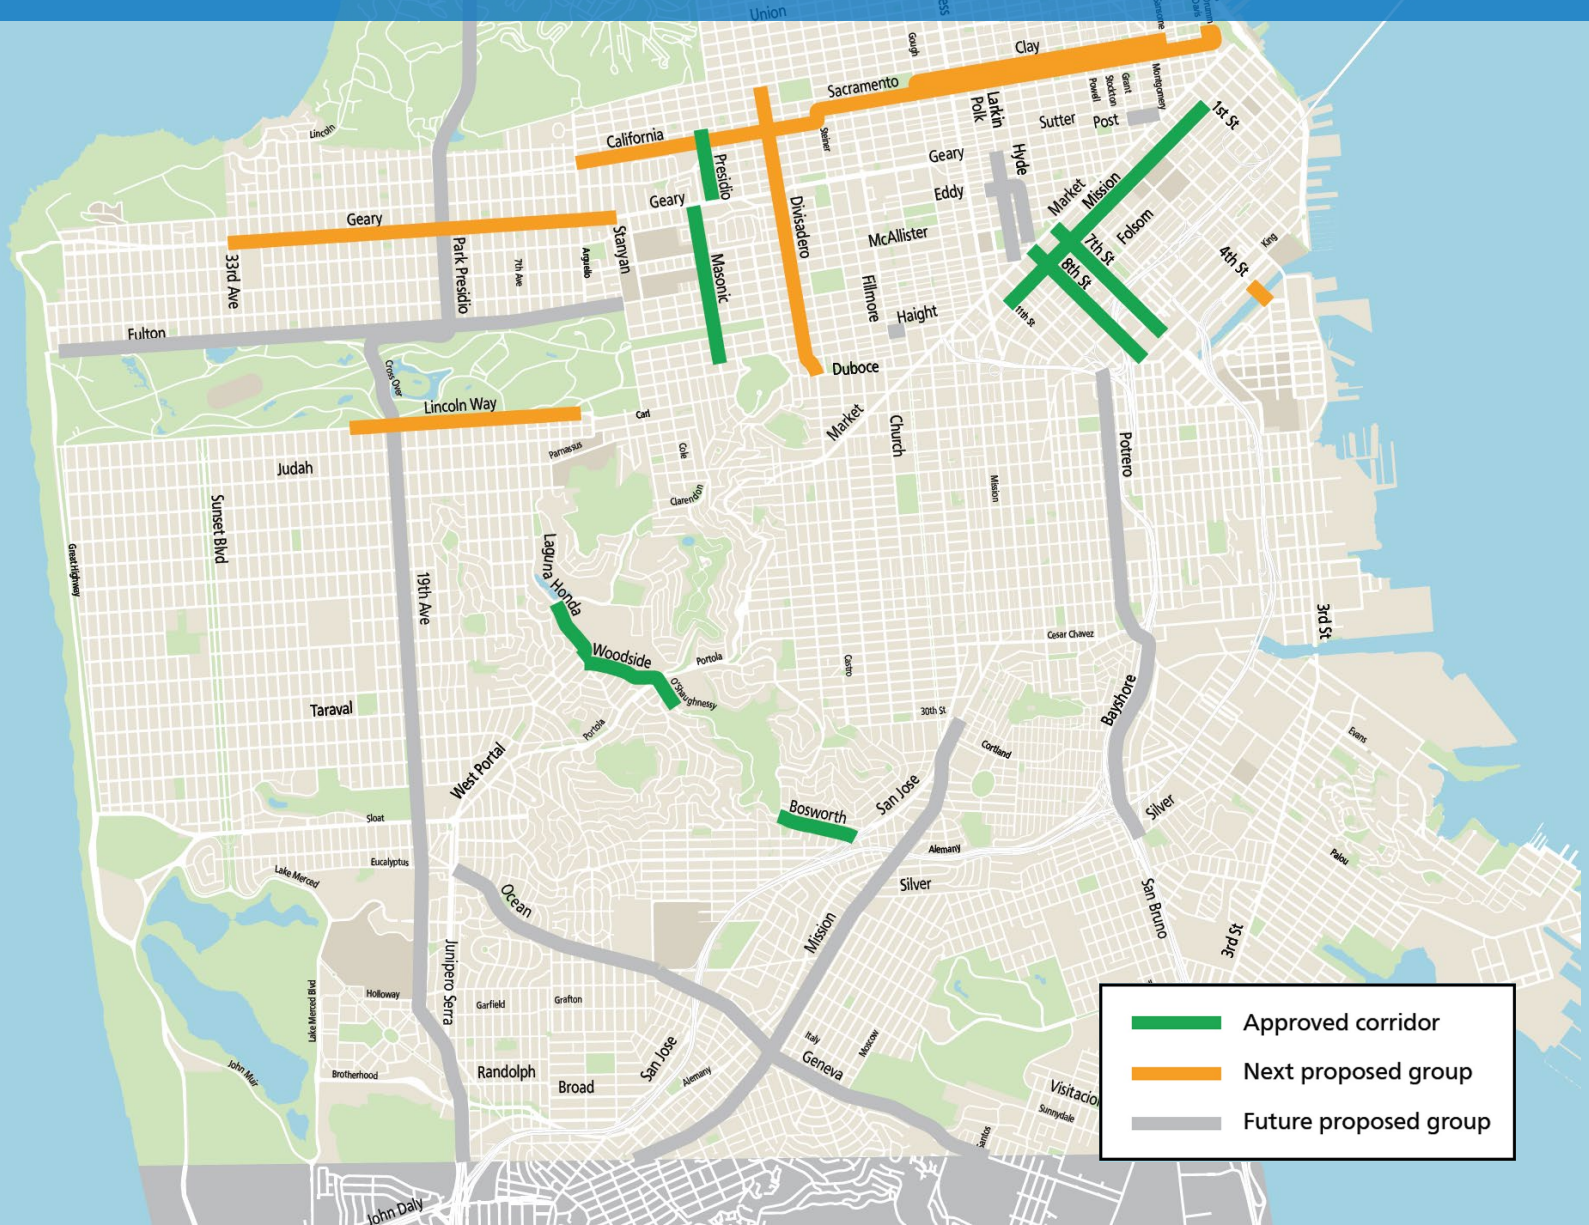 Union
Gough
Clay
Sansome
Davis
Drumm
Sacramento
Larkin
Polk
Powell
Stockton
Grant
Montgomery
Sutter
Post
1st St
Lincoln
California
Steiner
Presidio
Geary
Hyde
Market
Mission
Eddy
Geary
Geary
Divisadero
McAllister
Folsom
7th St
8th St
King
4th St
33rd Ave
Park Presidio
7th Ave
Arguello
Stanyan
Masonic
Fillmore
Haight
11th St
Fulton
Cross Over
Duboce
Lincoln Way
Carl
Market
Church
Potrero
Judah
Parnassus
Cole
Clarendon
Mission
Sunset Blvd
Great Highway
Laguna Honda
19th Ave
3rd St
Cesar Chavez
Woodside
Portola
Castro
O'Shaughnessy
Bayshore
Taraval
Portola
30th St
Cortland
Evans
West Portal
San Jose
Bosworth
Silver
Sloat
Alemany
Eucalyptus
Lake Merced
Silver
Palou
Ocean
San Bruno
Mission
3rd St
Junipero Serra
Lake Merced Blvd
Holloway
Garfield
Grafton
Italy
Moscow
San Jose
Geneva
John Muir
Brotherhood
Randolph
Broad
Alemany
Sunnydale
John Daly
Approved corridor
Next proposed group
Future proposed group